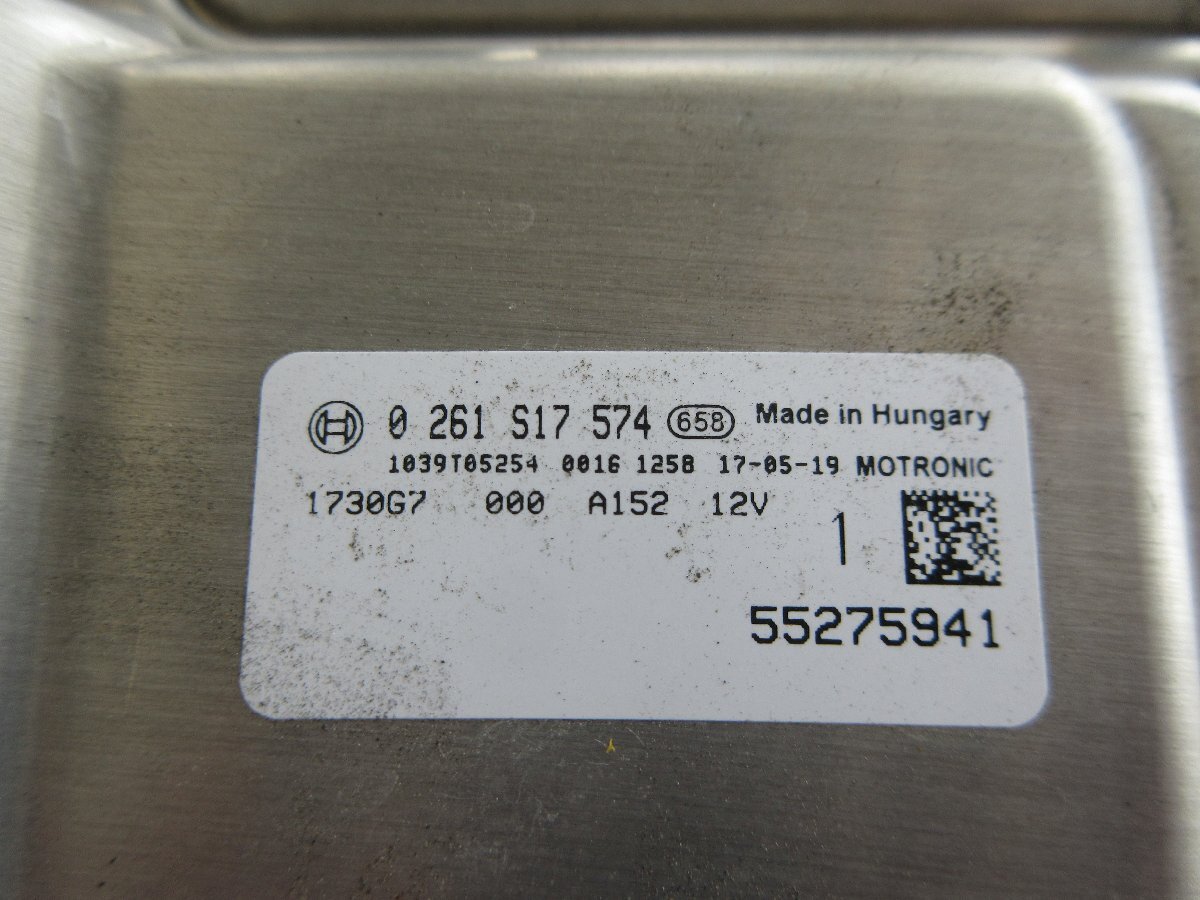 0 261 S17 574 658 Made in Hungary
1039T05254 0016 1258 17-05-19 MOTRONIC
1730G7 000 A152 12V
1
55275941